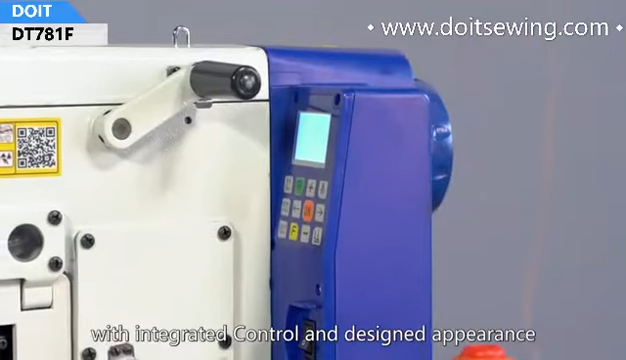 DOIT
DT781F
• www.doitsewing.com •
with integrated Control and designed appearance